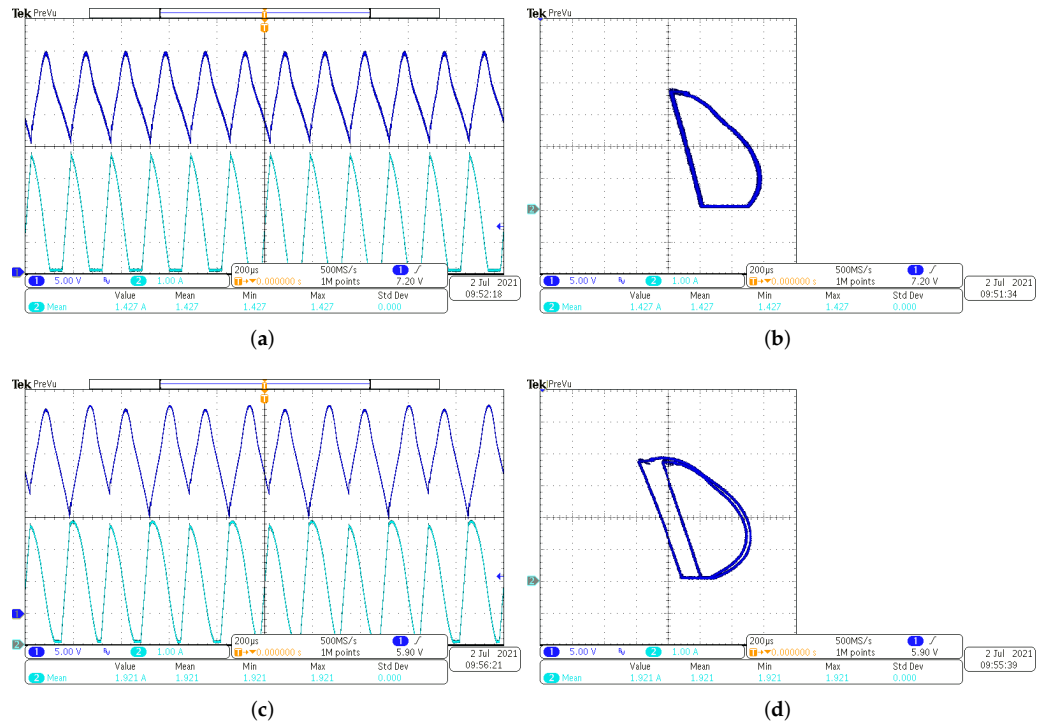 Tek PreVu
T
T
1
1 5.00 V 2 1.00 A
200µs 500MS/s 1
T→▼0.000000 s 1M points 7.20 V
Value Mean Min Max Std Dev
2 Mean 1.427 A 1.427 1.427 1.427 0.000
2 Jul 2021
09:52:18
(a)
Tek PreVu
2
1 5.00 V 2 1.00 A
200µs 500MS/s 1
T→▼0.000000 s 1M points 7.20 V
Value Mean Min Max Std Dev
2 Mean 1.427 A 1.427 1.427 1.427 0.000
2 Jul 2021
09:51:34
(b)
Tek PreVu
T
T
1
2
1 5.00 V 2 1.00 A
200µs 500MS/s 1
T→▼0.000000 s 1M points 5.90 V
Value Mean Min Max Std Dev
2 Mean 1.921 A 1.921 1.921 1.921 0.000
2 Jul 2021
09:56:21
(c)
Tek PreVu
2
1 5.00 V 2 1.00 A
200µs 500MS/s 1
T→▼0.000000 s 1M points 5.90 V
Value Mean Min Max Std Dev
2 Mean 1.921 A 1.921 1.921 1.921 0.000
2 Jul 2021
09:55:39
(d)